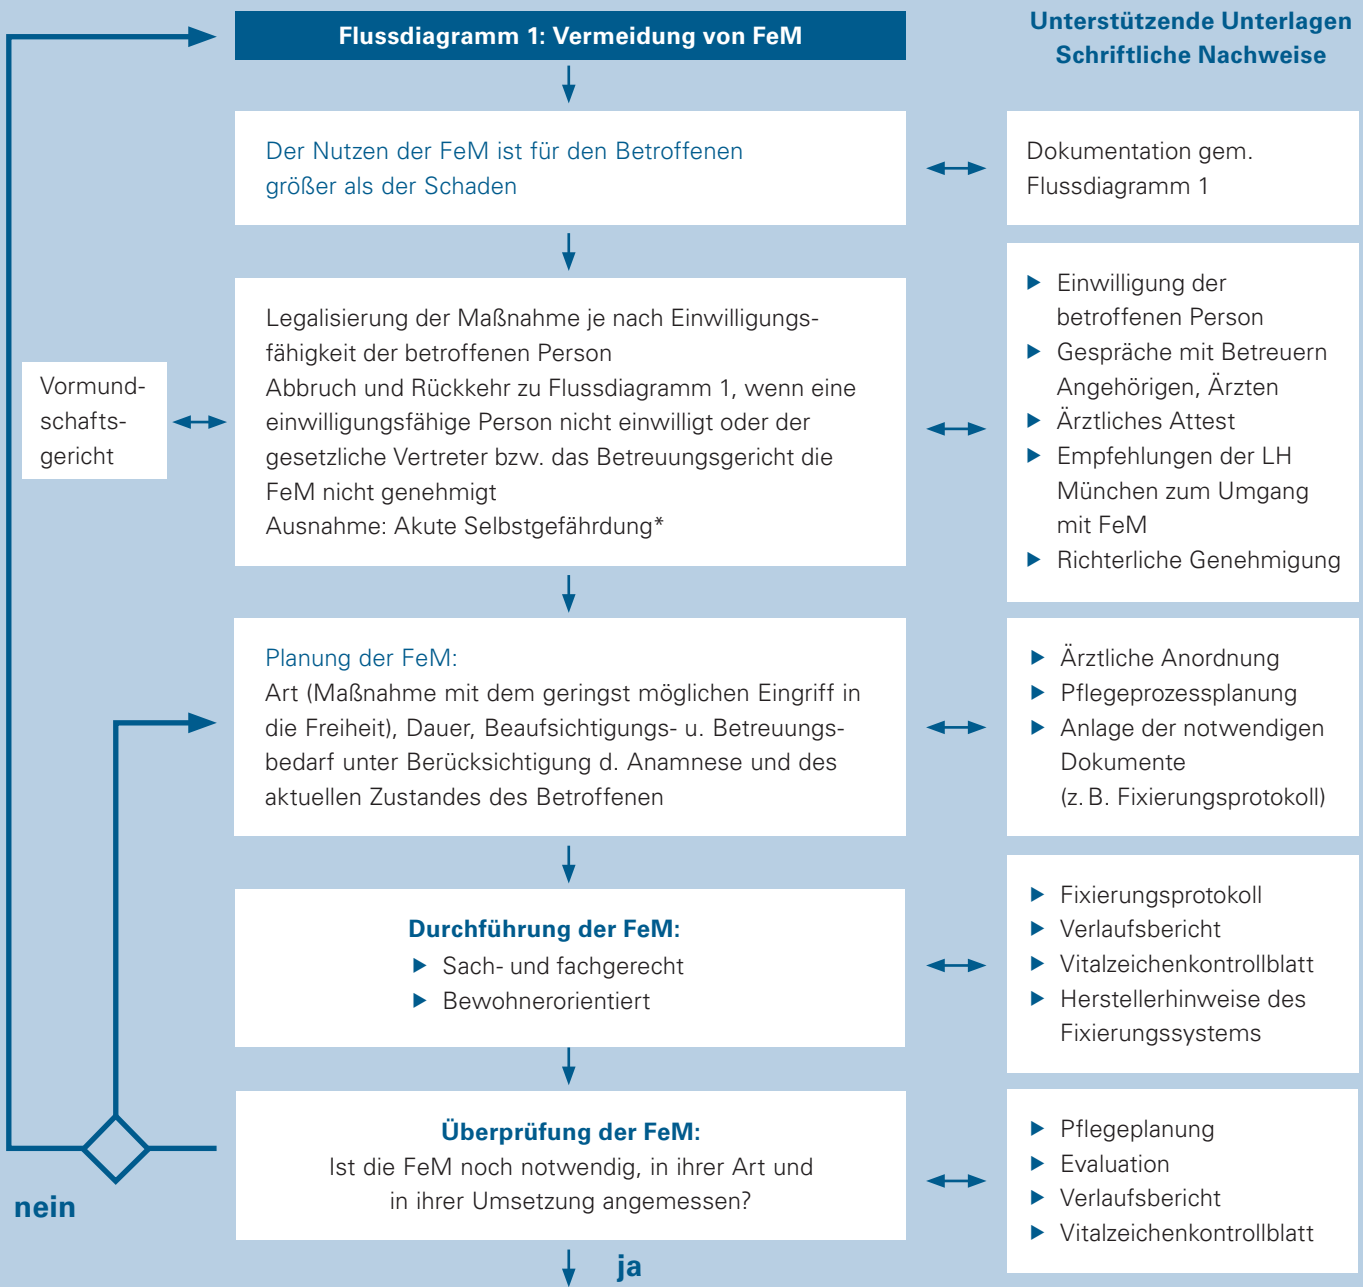 Flussdiagramm 1: Vermeidung von FeM
Unterstützende Unterlagen
Schriftliche Nachweise
Der Nutzen der FeM ist für den Betroffenen
größer als der Schaden
Dokumentation gem.
Flussdiagramm 1
Vormund-
schafts-
gericht
Legalisierung der Maßnahme je nach Einwilligungs-
fähigkeit der betroffenen Person
Abbruch und Rückkehr zu Flussdiagramm 1, wenn eine
einwilligungsfähige Person nicht einwilligt oder der
gesetzliche Vertreter bzw. das Betreuungsgericht die
FeM nicht genehmigt
Ausnahme: Akute Selbstgefährdung*
▶ Einwilligung der
betroffenen Person
▶ Gespräche mit Betreuern
Angehörigen, Ärzten
▶ Ärztliches Attest
▶ Empfehlungen der LH
München zum Umgang
mit FeM
▶ Richterliche Genehmigung
Planung der FeM:
Art (Maßnahme mit dem geringst möglichen Eingriff in
die Freiheit), Dauer, Beaufsichtigungs- u. Betreuungs-
bedarf unter Berücksichtigung d. Anamnese und des
aktuellen Zustandes des Betroffenen
▶ Ärztliche Anordnung
▶ Pflegeprozessplanung
▶ Anlage der notwendigen
Dokumente
(z. B. Fixierungsprotokoll)
Durchführung der FeM:
▶ Sach- und fachgerecht
▶ Bewohnerorientiert
▶ Fixierungsprotokoll
▶ Verlaufsbericht
▶ Vitalzeichenkontrollblatt
▶ Herstellerhinweise des
Fixierungssystems
Überprüfung der FeM:
Ist die FeM noch notwendig, in ihrer Art und
in ihrer Umsetzung angemessen?
▶ Pflegeplanung
▶ Evaluation
▶ Verlaufsbericht
▶ Vitalzeichenkontrollblatt
nein
ja